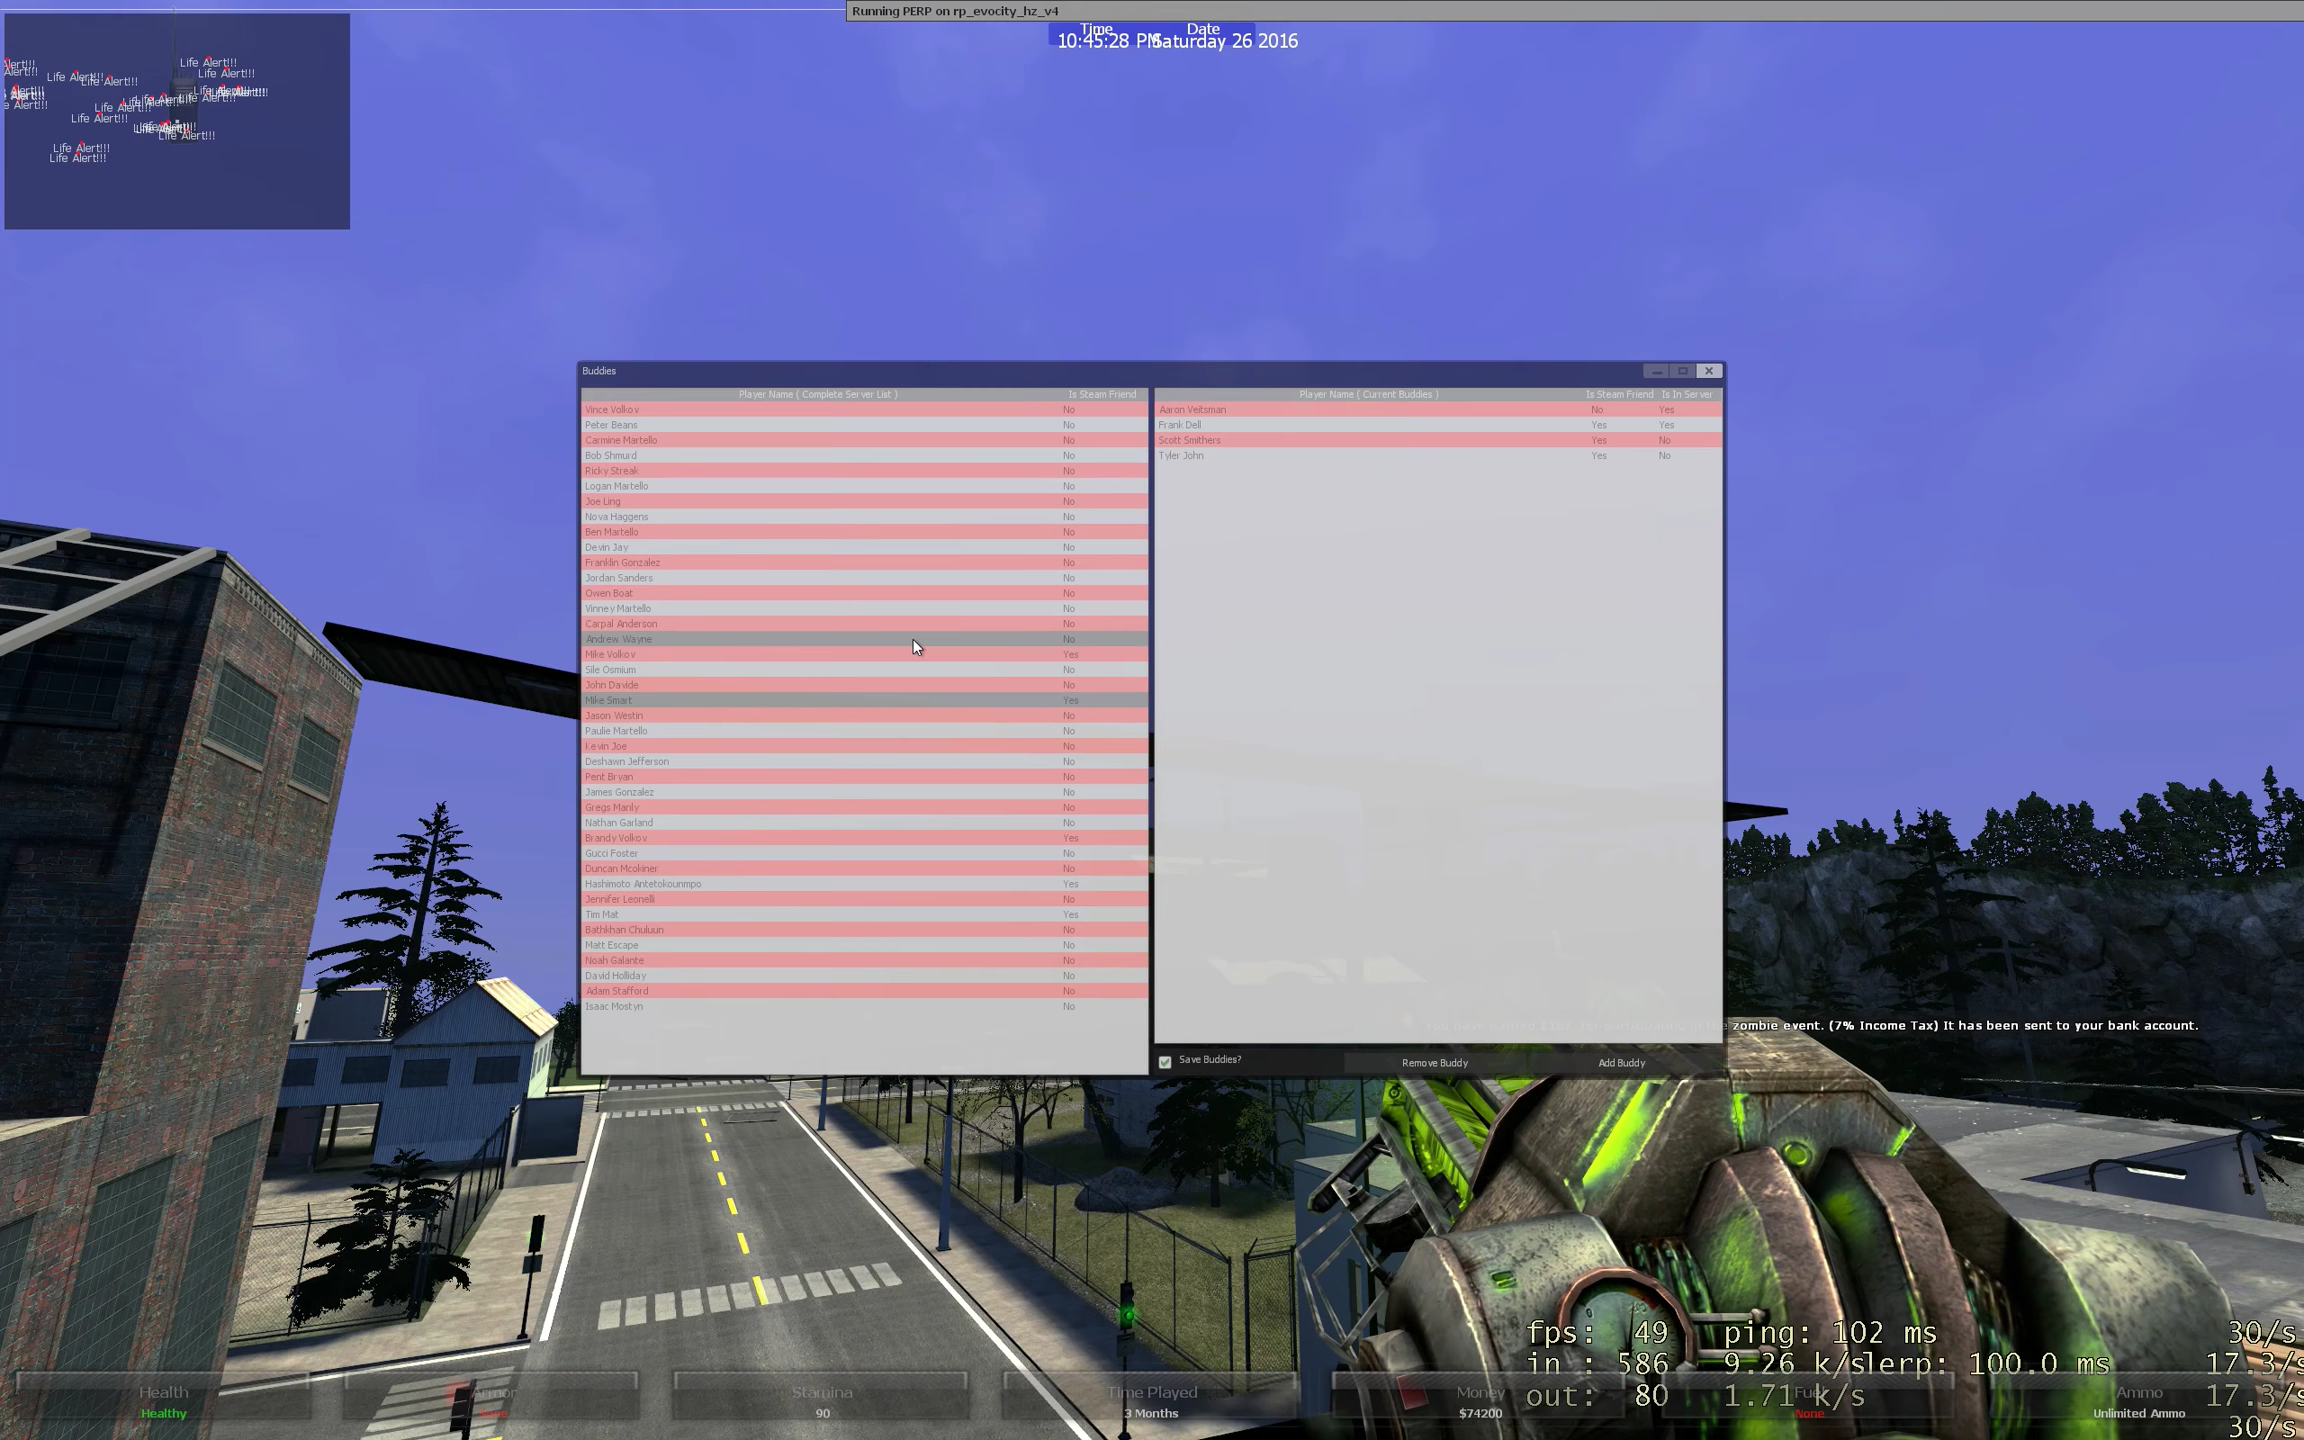 Running PERP on rp_evocity_hz_v4
Time Date
10:45:28 PM Saturday 26 2016
Life Alert!!!
Life Alert!!!
Life Alert!!!
Life Alert!!!
Life Alert!!!
Life Alert!!!
Life Alert!!!
Life Alert!!!
Life Alert!!!
Buddies
Player Name ( Complete Server List ) Is Steam Friend
Vince Volkov No
Peter Beans No
Carmine Martello No
Bob Shmurd No
Ricky Streak No
Logan Martello No
Joe Ling No
Nova Haggens No
Ben Martello No
Devin Jay No
Franklin Gonzalez No
Jordan Sanders No
Owen Boat No
Vinney Martello No
Carpal Anderson No
Andrew Wayne No
Mike Volkov Yes
Sile Osmium No
John Davide No
Mike Smart Yes
Jason Westin No
Paulie Martello No
Kevin Joe No
Deshawn Jefferson No
Pent Bryan No
James Gonzalez No
Gregs Manly No
Nathan Garland No
Brandy Volkov Yes
Gucci Foster No
Duncan Mcokiner No
Hashimoto Antetokounmpo Yes
Jennifer Leonelli No
Tim Mat Yes
Bathkhan Chuluun No
Matt Escape No
Noah Galante No
David Holliday No
Adam Stafford No
Isaac Mostyn No
Player Name ( Current Buddies ) Is Steam Friend Is In Server
Aaron Veitsman No Yes
Frank Dell Yes Yes
Scott Smithers Yes No
Tyler John Yes No
zombie event. (7% Income Tax) It has been sent to your bank account.
Save Buddies? Remove Buddy Add Buddy
fps: 49 ping: 102 ms 30/s
in : 586 9.26 k/s lerp: 100.0 ms 17.3/s
out: 80 1.71 k/s 17.3/s
30/s
Health
Healthy
Armor
None
Stamina
90
Time Played
3 Months
Money
$74200
Fuel
None
Ammo
Unlimited Ammo